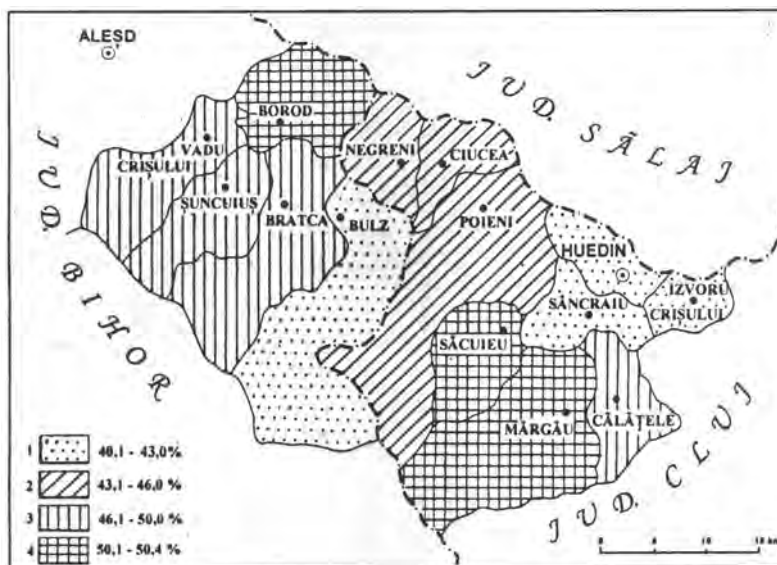 ALEȘD
JUD. SĂLAJ
BOROD
VADU
CRIȘULUI
NEGRENI
CIUCEA
ȘUNCUIUȘ
BRATCA
BULZ
POIENI
JUD. BIHOR
HUEDIN
IZVORU
CRIȘULUI
SÂNCRAIU
SĂCUIEU
MĂRGĂU
CĂLĂȚELE
JUD. CLUJ
1 40,1 - 43,0%
2 43,1 - 46,0 %
3 46,1 - 50,0 %
4 50,1 - 50,4 %